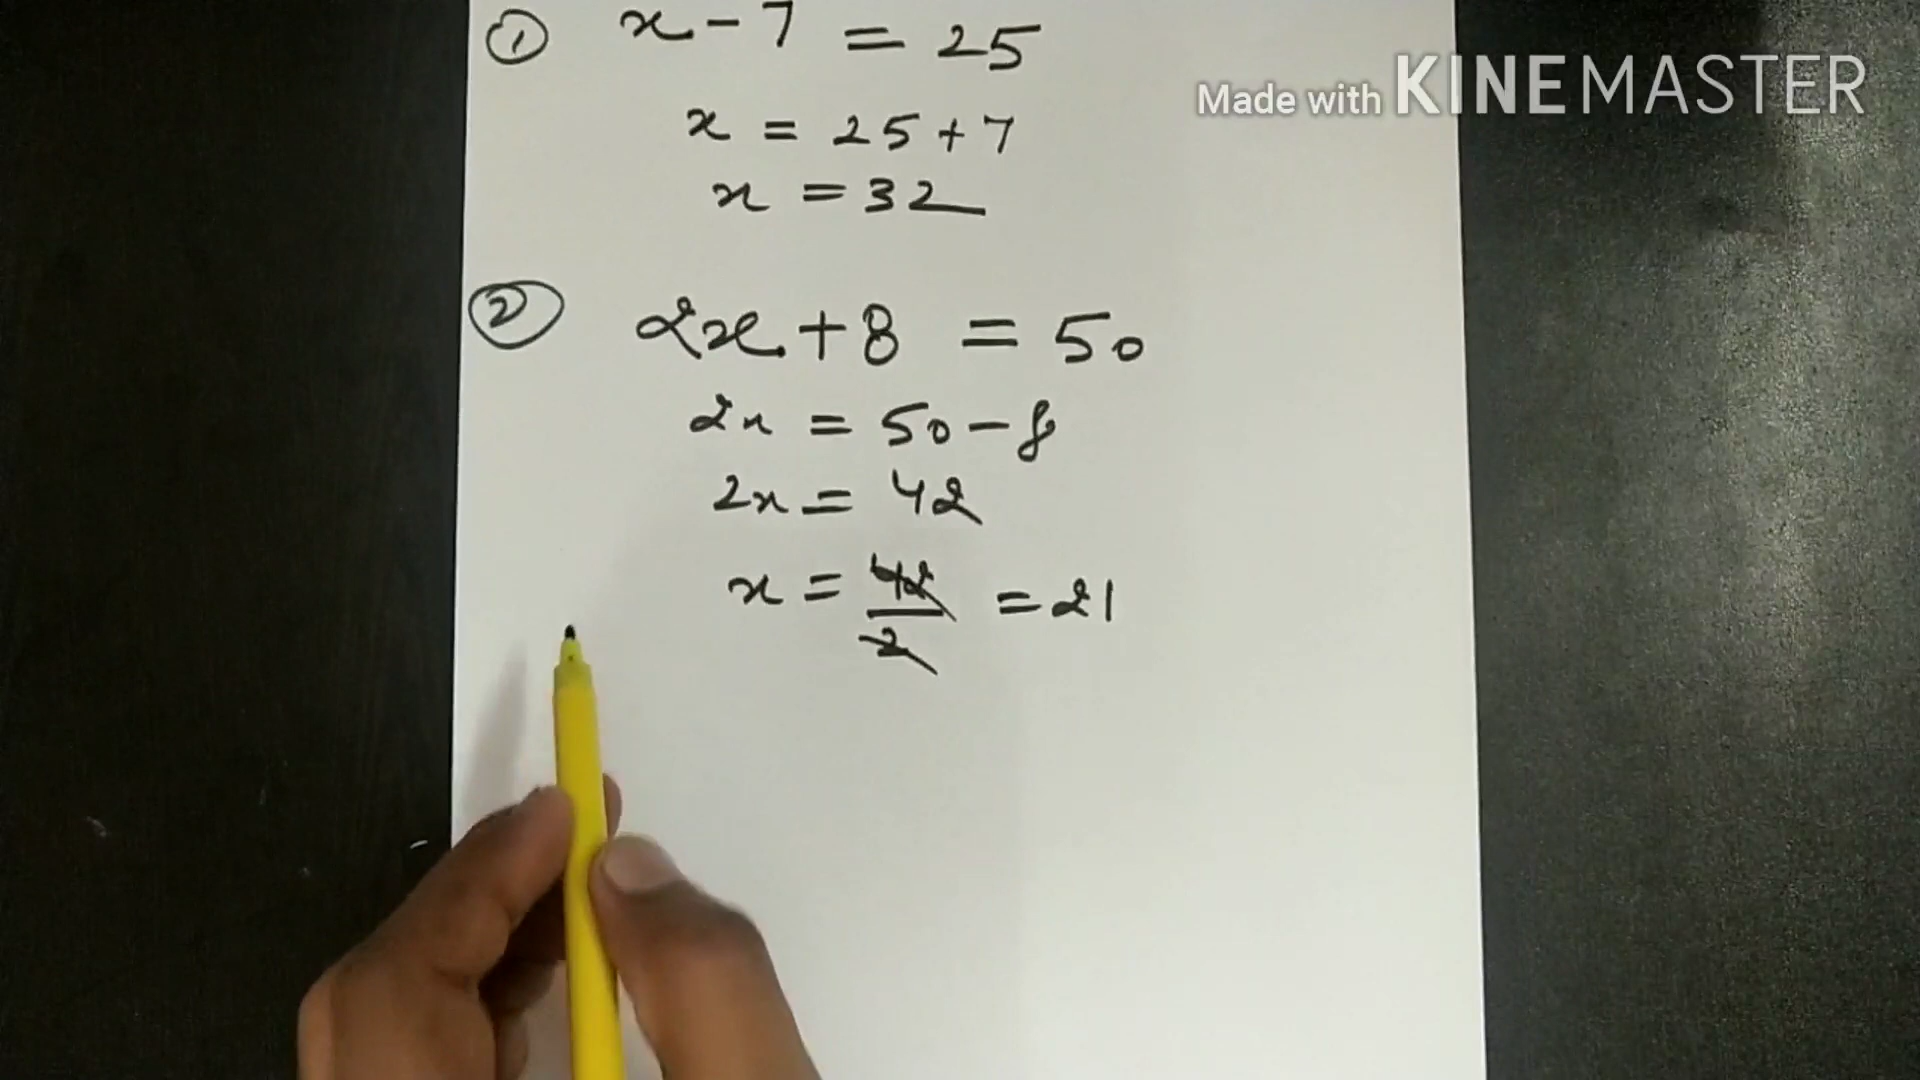 ① x - 7 = 25
Made with KINEMASTER
x = 25 + 7
x = 32
② 2x + 8 = 50
2x = 50 - 8
2x = 42
x = 42/2 = 21